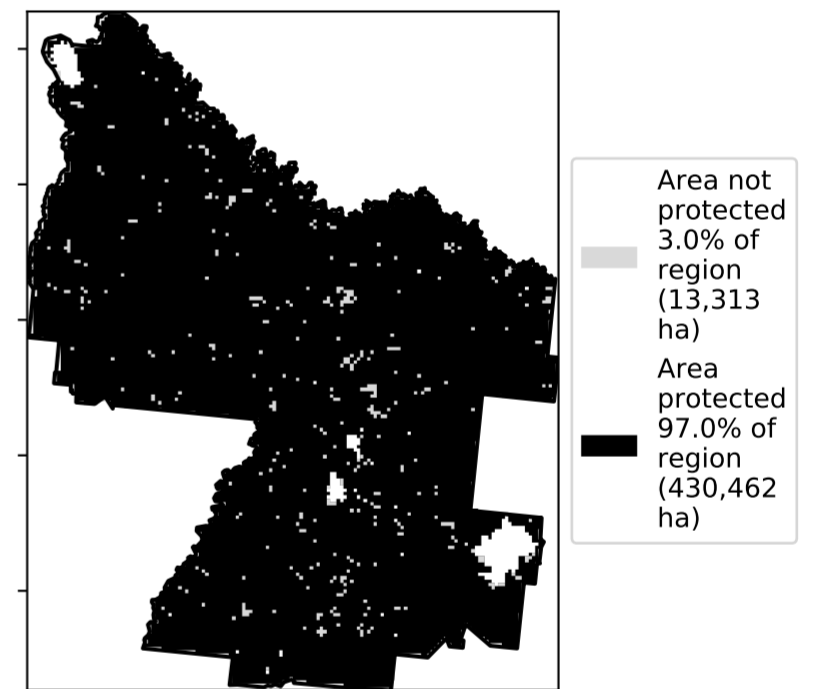 Area not
protected
3.0% of
region
(13,313
ha)
Area
protected
97.0% of
region
(430,462
ha)